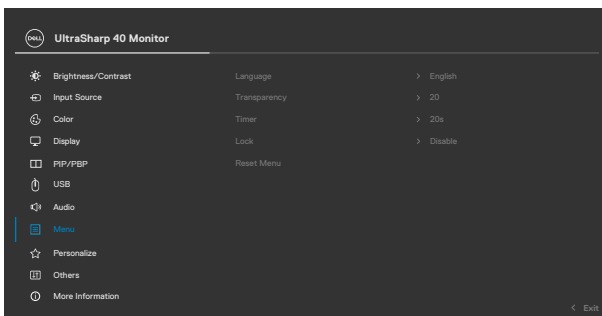 DELL UltraSharp 40 Monitor
Brightness/Contrast Language > English
Input Source Transparency > 20
Color Timer > 20s
Display Lock > Disable
PIP/PBP Reset Menu
USB
Audio
Menu
Personalize
Others
More Information
< Exit